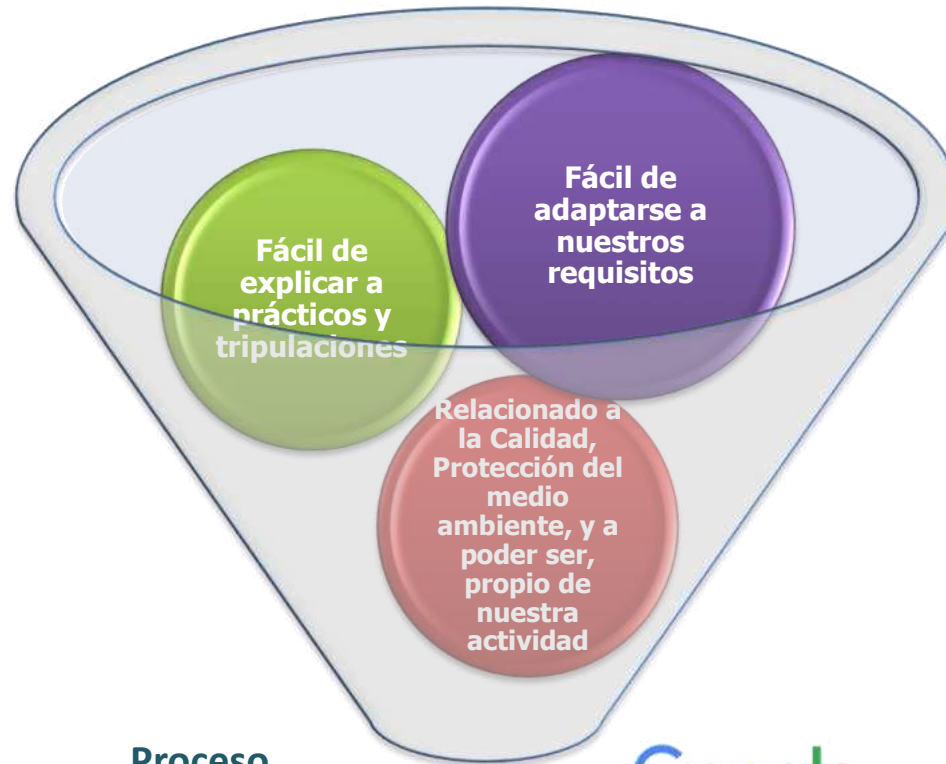 Fácil de
adaptarse a
nuestros
requisitos
Fácil de
explicar a
prácticos y
tripulaciones
Relacionado a
la Calidad,
Protección del
medio
ambiente, y a
poder ser,
propio de
nuestra
actividad
Proceso